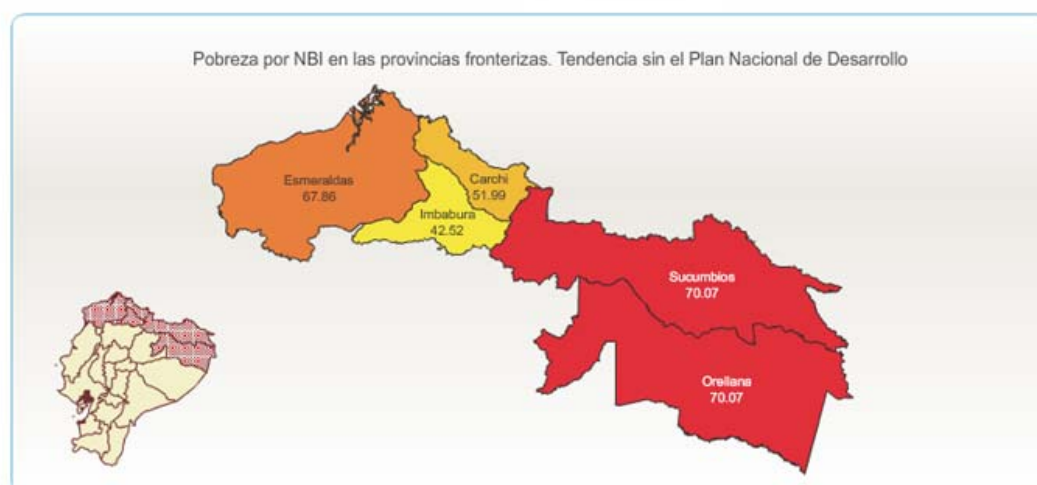 Pobreza por NBI en las provincias fronterizas. Tendencia sin el Plan Nacional de Desarrollo
Esmeraldas
67.86
Carchi
51.99
Imbabura
42.52
Sucumbios
70.07
Orellana
70.07